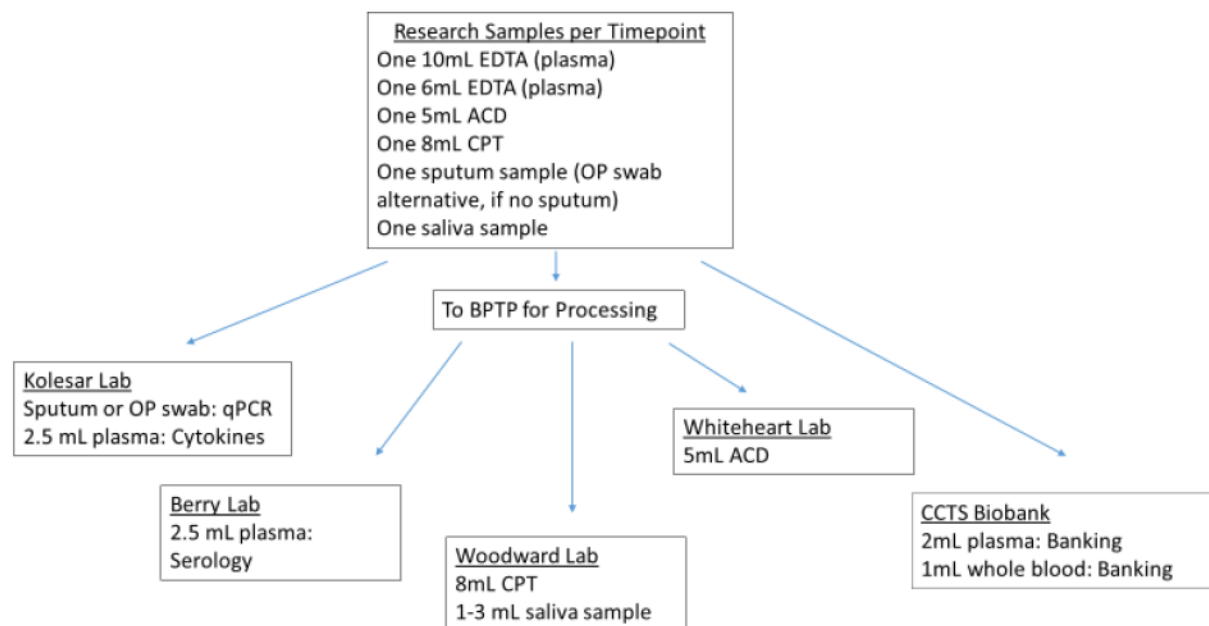 Research Samples per Timepoint
One 10mL EDTA (plasma)
One 6mL EDTA (plasma)
One 5mL ACD
One 8mL CPT
One sputum sample (OP swab
alternative, if no sputum)
One saliva sample
To BPTP for Processing
Kolesar Lab
Sputum or OP swab: qPCR
2.5 mL plasma: Cytokines
Berry Lab
2.5 mL plasma:
Serology
Woodward Lab
8mL CPT
1-3 mL saliva sample
Whiteheart Lab
5mL ACD
CCTS Biobank
2mL plasma: Banking
1mL whole blood: Banking